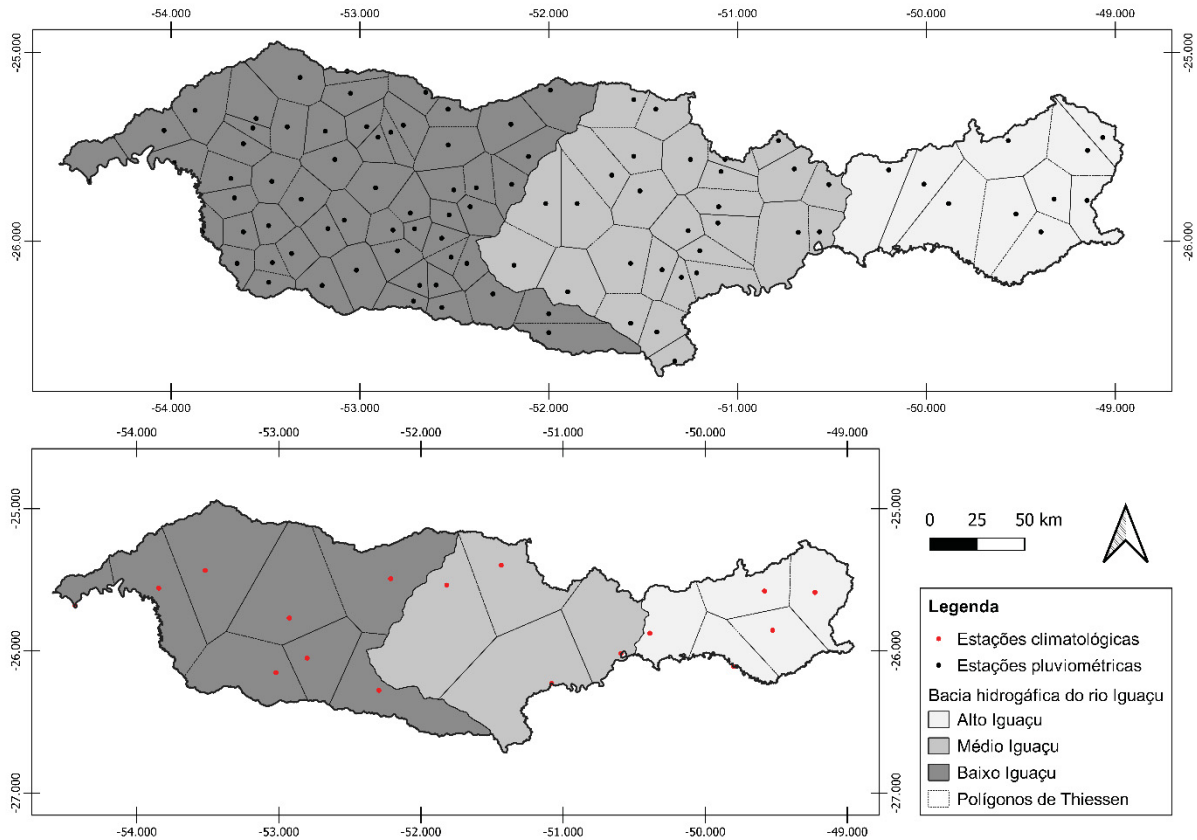 -54.000 -53.000 -52.000 -51.000 -50.000 -49.000
-25.000 -25.000
-26.000 -26.000
-54.000 -53.000 -52.000 -51.000 -50.000 -49.000
-54.000 -53.000 -52.000 -51.000 -50.000 -49.000
-25.000 -25.000
-26.000 -26.000
-27.000 -27.000
-54.000 -53.000 -52.000 -51.000 -50.000 -49.000
0 25 50 km
Legenda
Estações climatológicas
Estações pluviométricas
Bacia hidrogáfica do rio Iguaçu
Alto Iguaçu
Médio Iguaçu
Baixo Iguaçu
Polígonos de Thiessen